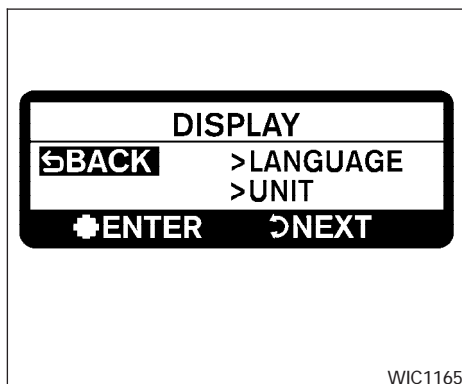 DISPLAY
BACK >LANGUAGE
>UNIT
ENTER NEXT
WIC1165